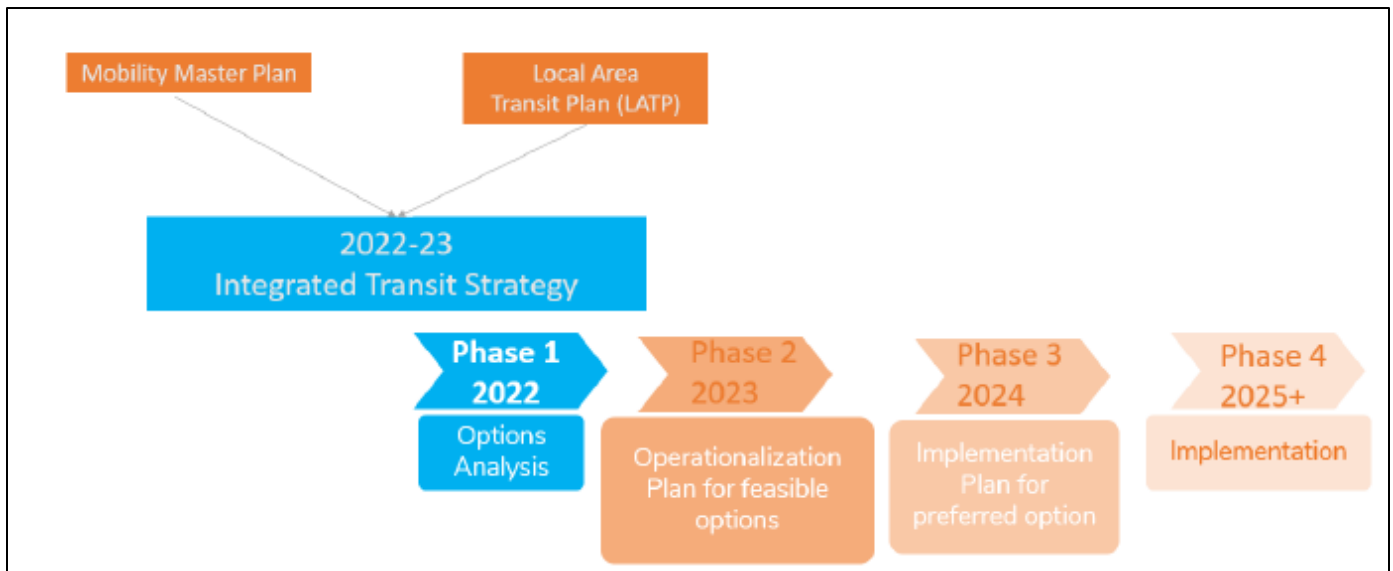 Mobility Master Plan
Local Area
Transit Plan (LATP)
2022-23
Integrated Transit Strategy
Phase 1
2022
Options
Analysis
Phase 2
2023
Operationalization
Plan for feasible
options
Phase 3
2024
Implementation
Plan for
preferred option
Phase 4
2025+
Implementation